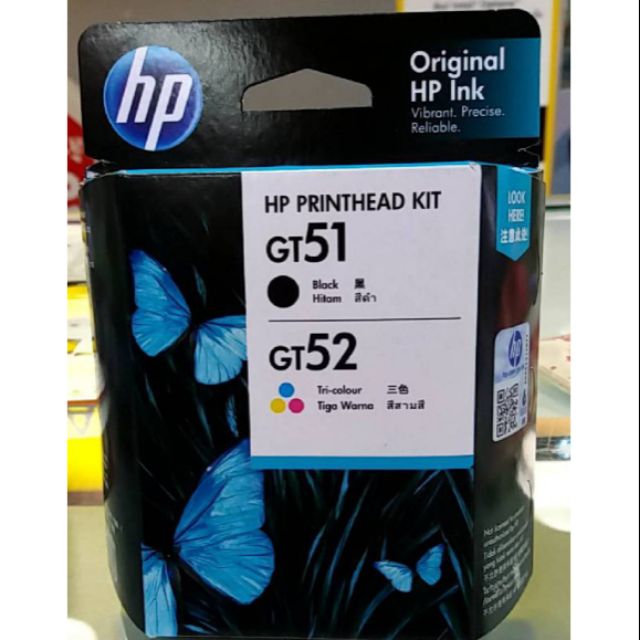 hp
Original
HP Ink
Vibrant. Precise.
Reliable.
LOOK
HERE!
注意此处!
HP PRINTHEAD KIT
GT51
Black 黑
Hitam สีดำ
GT52
Tri-colour 三色
Tiga Warna สีสามสี
hp